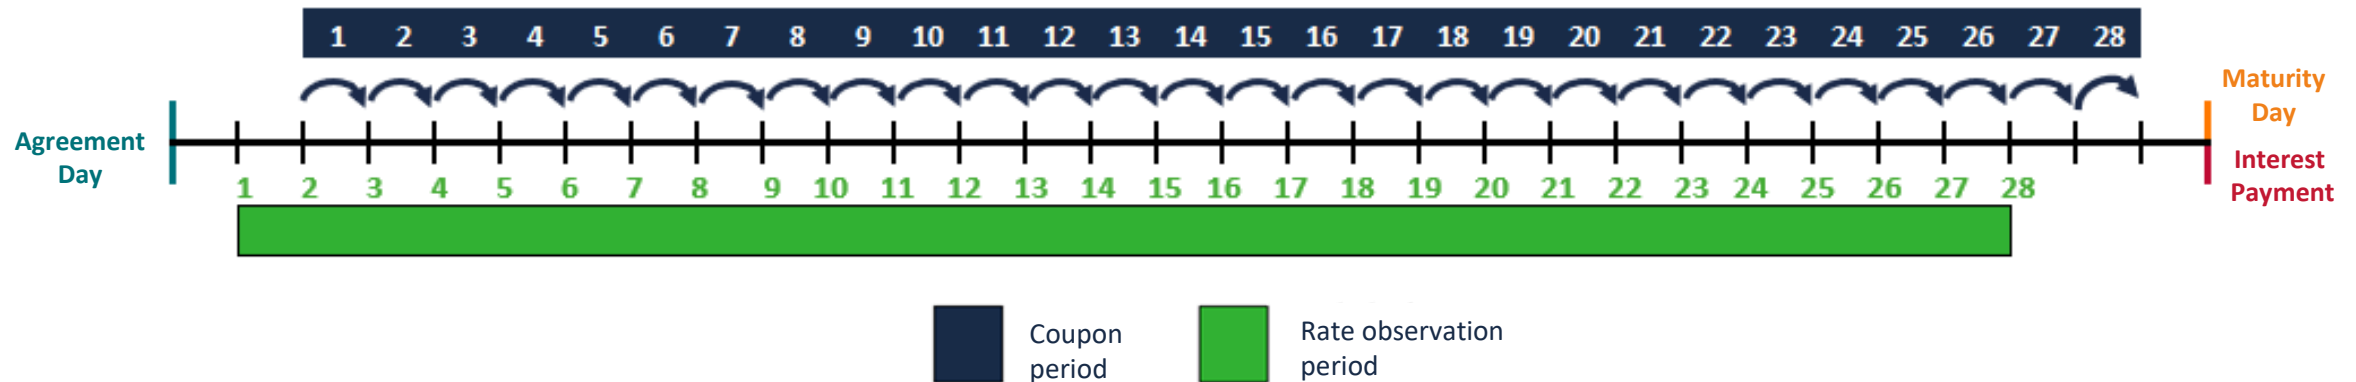 1 2 3 4 5 6 7 8 9 10 11 12 13 14 15 16 17 18 19 20 21 22 23 24 25 26 27 28
Maturity
Day
Agreement
Day
Interest
Payment
1 2 3 4 5 6 7 8 9 10 11 12 13 14 15 16 17 18 19 20 21 22 23 24 25 26 27 28
Coupon
period
Rate observation
period